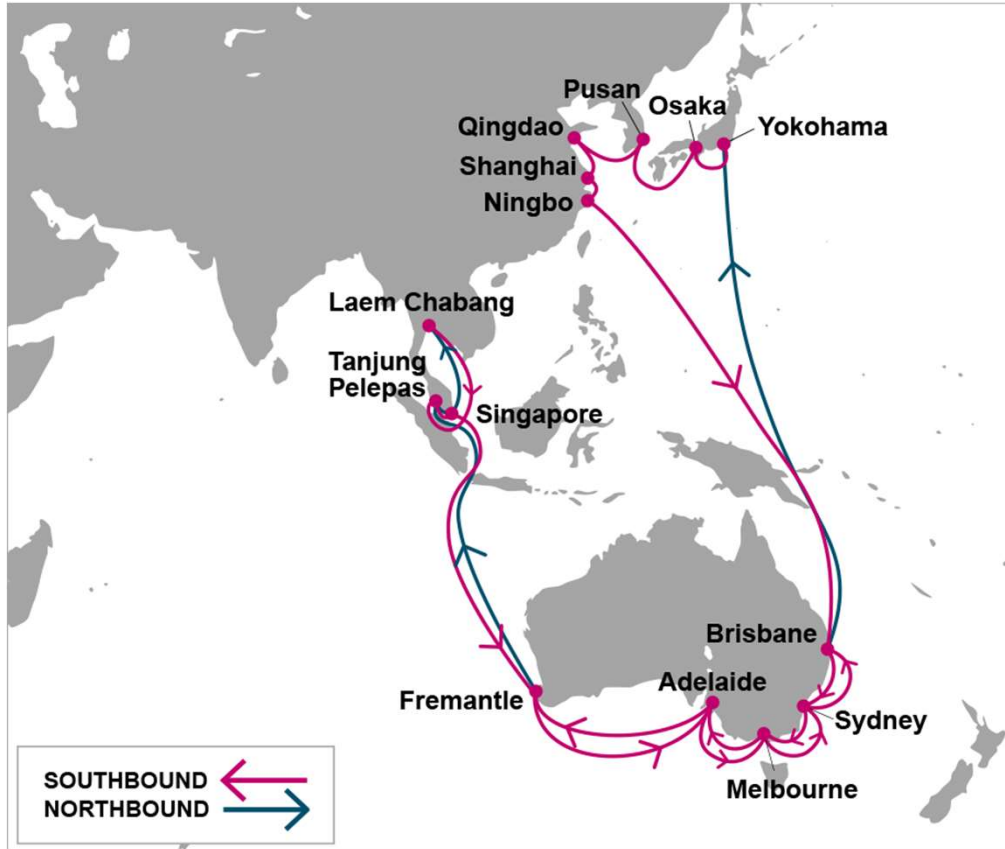 Pusan
Osaka
Qingdao
Yokohama
Shanghai
Ningbo
Laem Chabang
Tanjung
Pelepas
Singapore
Brisbane
Adelaide
Fremantle
Sydney
Melbourne
SOUTHBOUND
NORTHBOUND